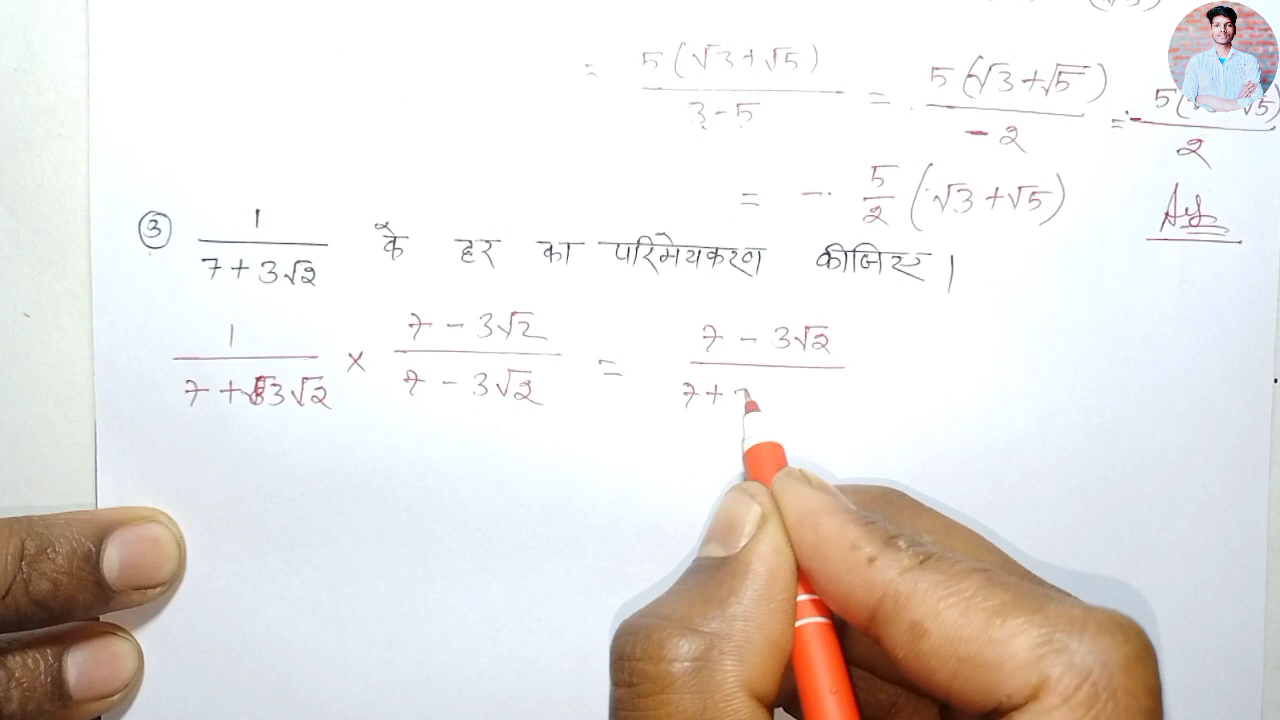 = 5(√3+√5) / 3-5 = 5(√3+√5) / -2 = -5(√3+√5) / 2
= - 5/2 (√3+√5) Ans
③ 1 / 7+3√2 के हर का परिमेयकरण कीजिए।
1 / 7+3√2 × 7-3√2 / 7-3√2 = 7-3√2 / 7+